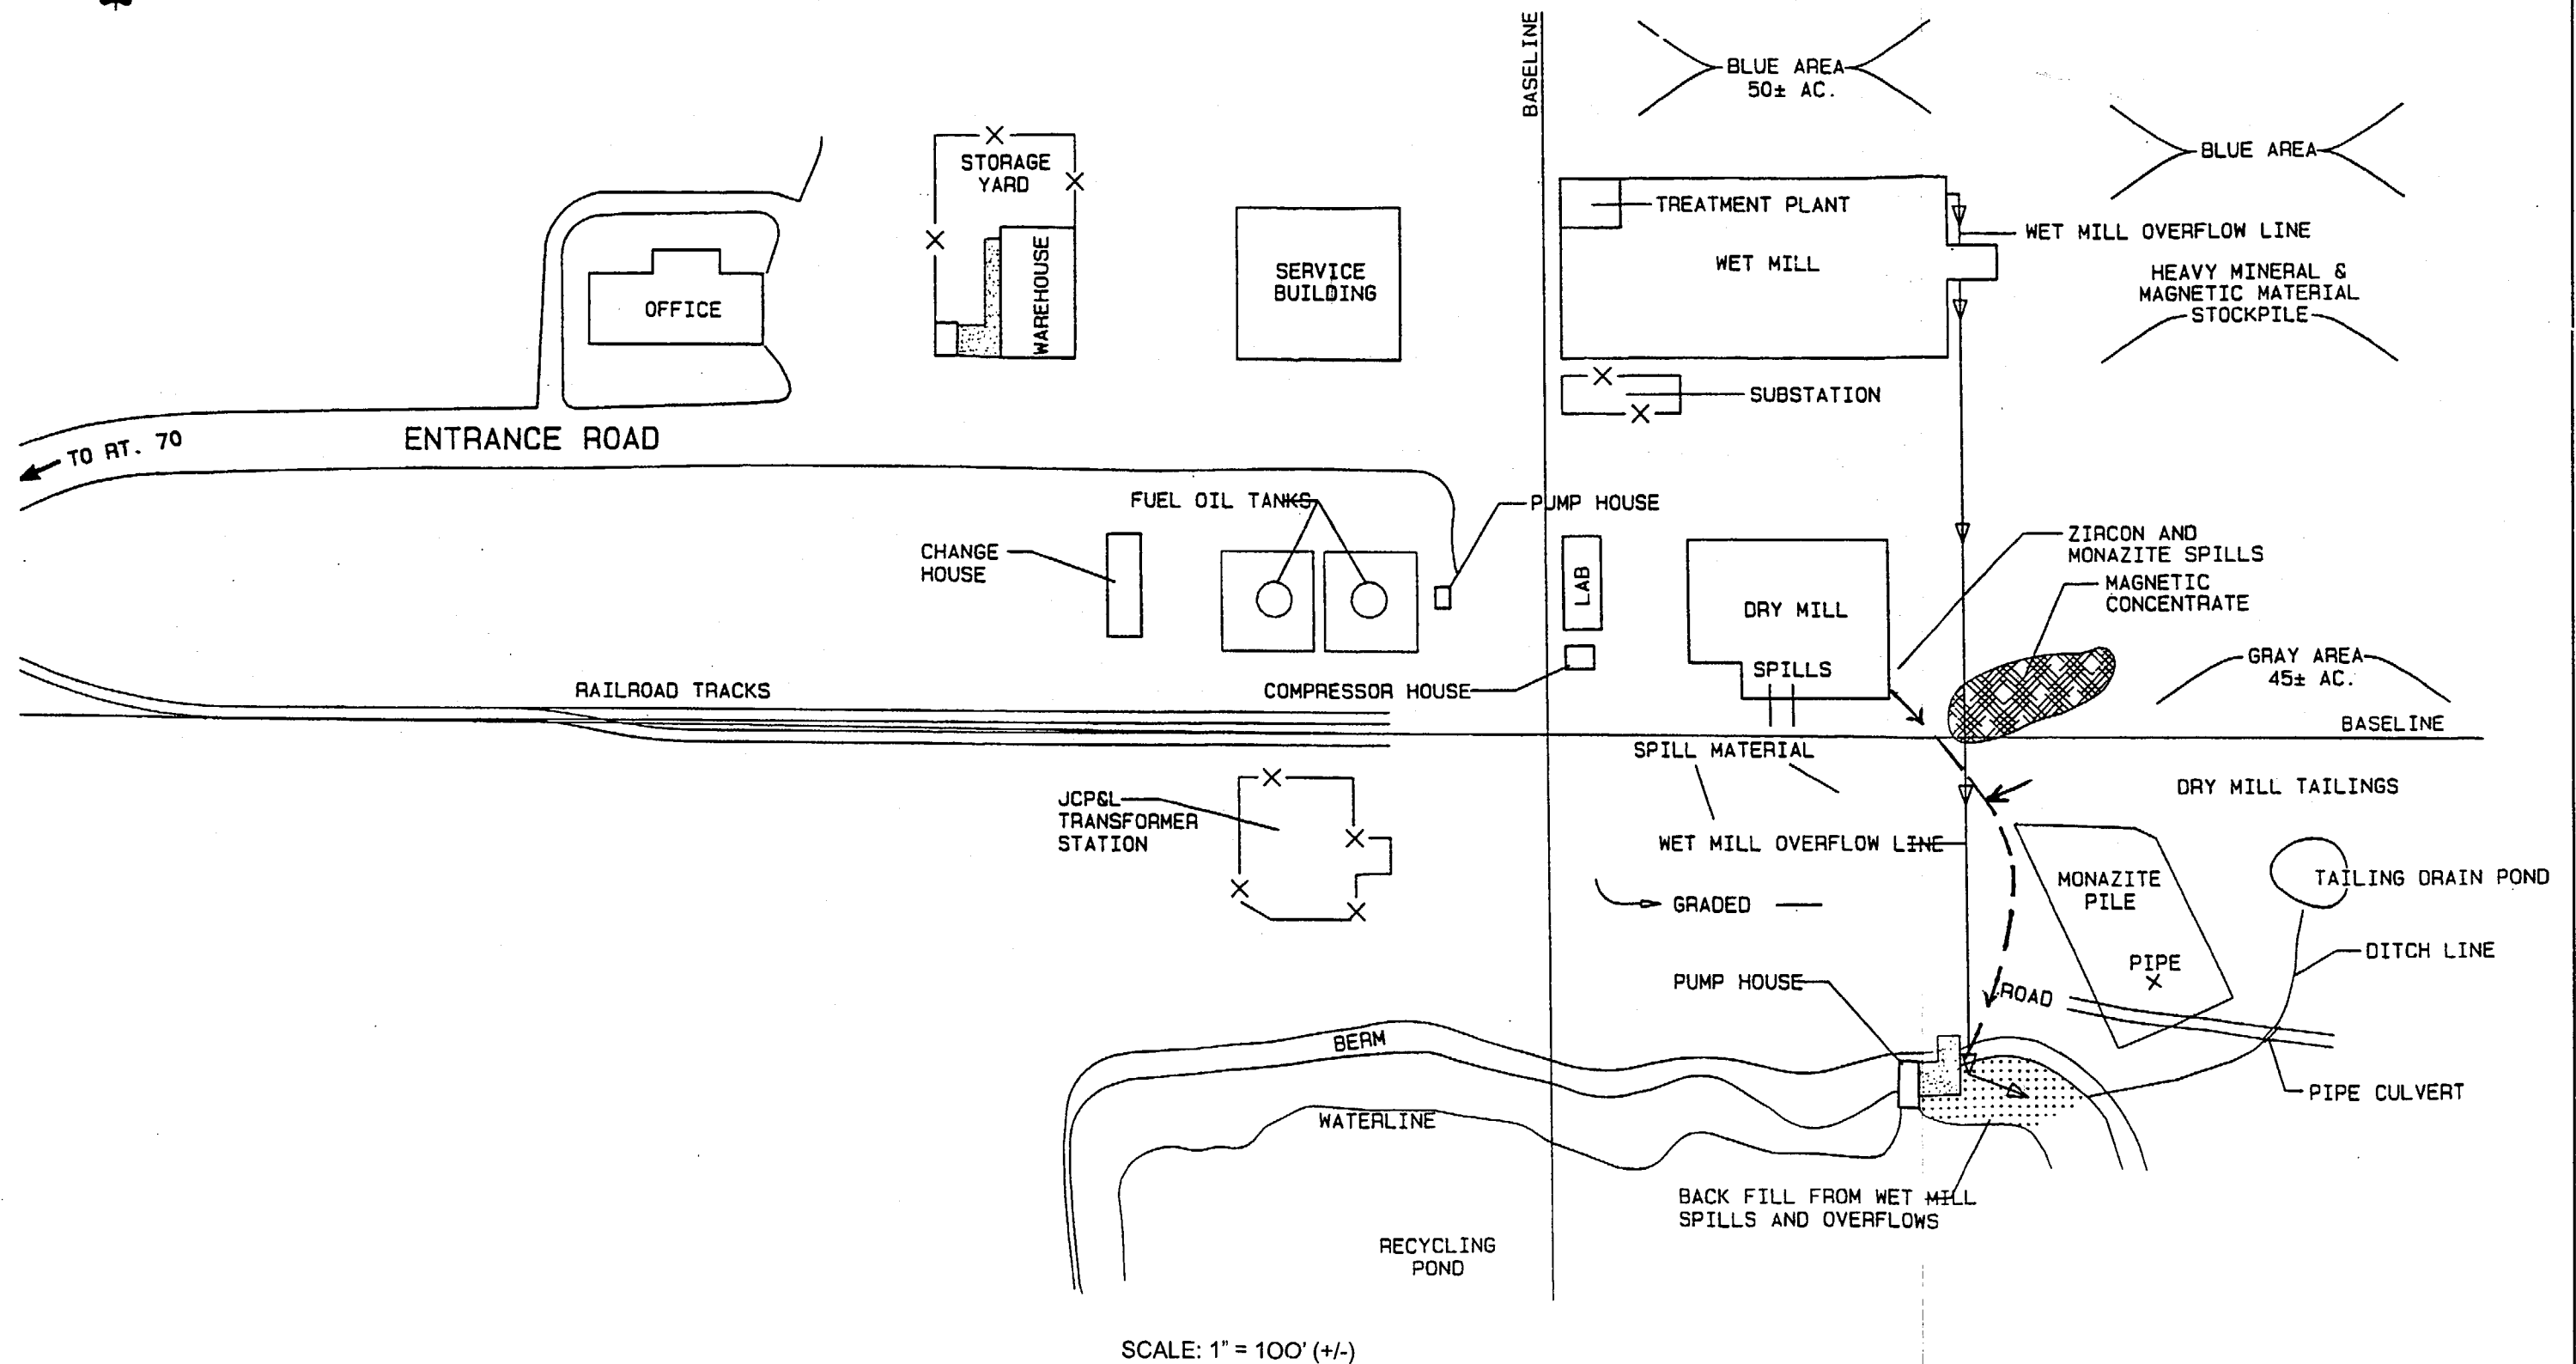 BASELINE
BLUE AREA
50± AC.
BLUE AREA
STORAGE
YARD
TREATMENT PLANT
WET MILL OVERFLOW LINE
WET MILL
HEAVY MINERAL &
MAGNETIC MATERIAL
STOCKPILE
OFFICE
WAREHOUSE
SERVICE
BUILDING
SUBSTATION
TO RT. 70
ENTRANCE ROAD
FUEL OIL TANKS
PUMP HOUSE
CHANGE
HOUSE
LAB
DRY MILL
SPILLS
ZIRCON AND
MONAZITE SPILLS
MAGNETIC
CONCENTRATE
GRAY AREA
45± AC.
RAILROAD TRACKS
COMPRESSOR HOUSE
BASELINE
SPILL MATERIAL
DRY MILL TAILINGS
JCP&L
TRANSFORMER
STATION
WET MILL OVERFLOW LINE
MONAZITE
PILE
TAILING DRAIN POND
GRADED
PIPE
DITCH LINE
PUMP HOUSE
ROAD
BERM
PIPE CULVERT
WATERLINE
BACK FILL FROM WET MILL
SPILLS AND OVERFLOWS
RECYCLING
POND
SCALE: 1" = 100' (+/-)